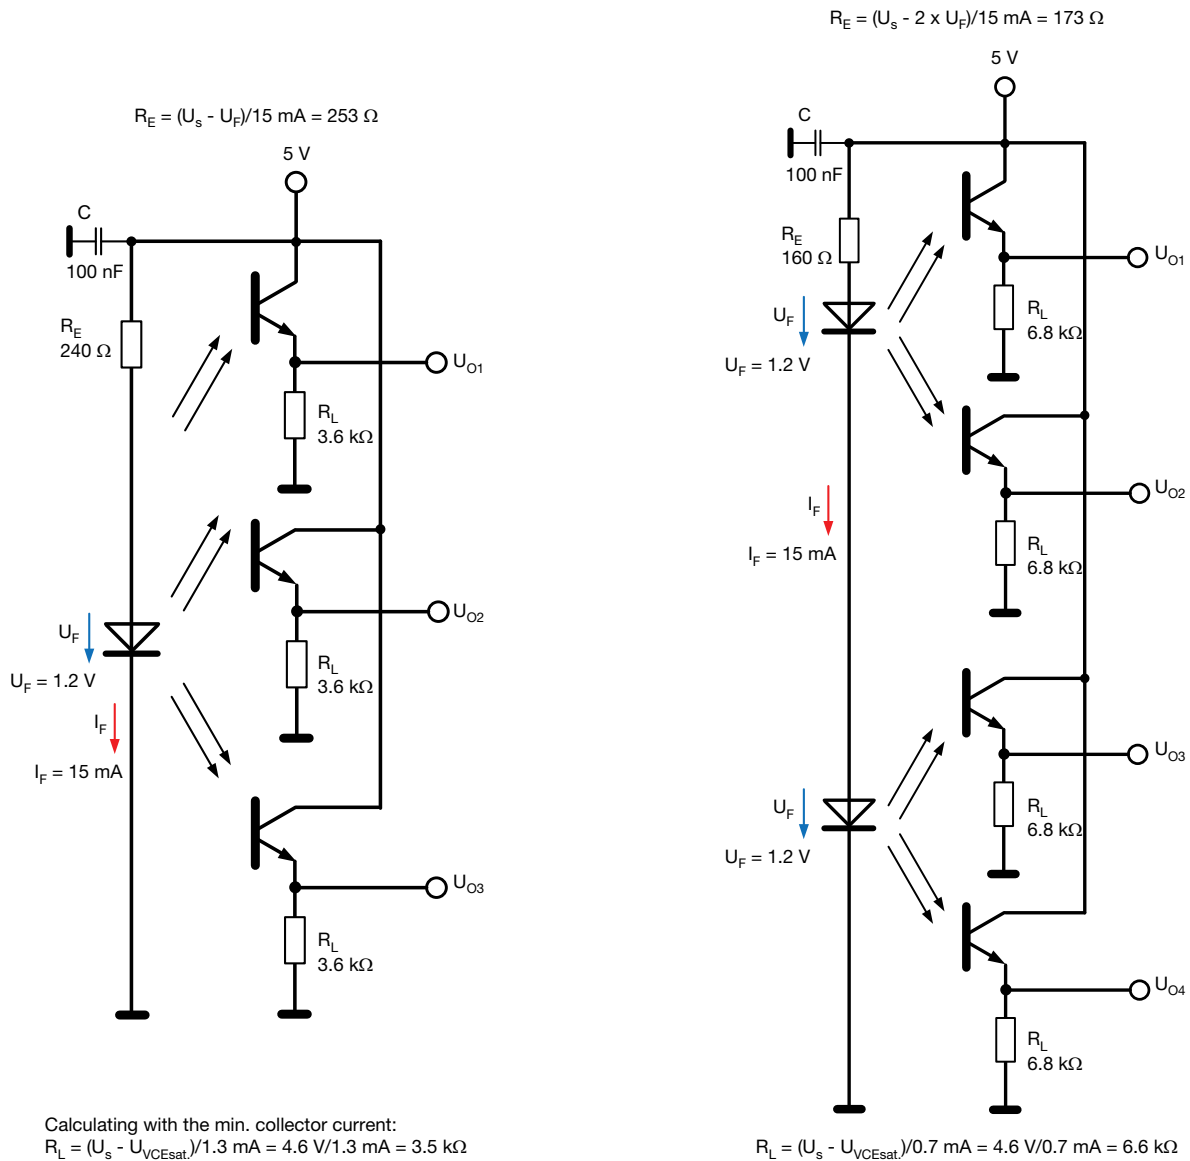 R_E = (U_s - U_F)/15 mA = 253 Ω
5 V
C
100 nF
R_E
240 Ω
U_O1
R_L
3.6 kΩ
U_O2
R_L
3.6 kΩ
U_F
U_F = 1.2 V
I_F
I_F = 15 mA
U_O3
R_L
3.6 kΩ
Calculating with the min. collector current:
R_L = (U_s - U_VCEsat.)/1.3 mA = 4.6 V/1.3 mA = 3.5 kΩ
R_E = (U_s - 2 x U_F)/15 mA = 173 Ω
5 V
C
100 nF
R_E
160 Ω
U_O1
R_L
6.8 kΩ
U_F
U_F = 1.2 V
U_O2
I_F
I_F = 15 mA
R_L
6.8 kΩ
U_O3
R_L
6.8 kΩ
U_F
U_F = 1.2 V
U_O4
R_L
6.8 kΩ
R_L = (U_s - U_VCEsat.)/0.7 mA = 4.6 V/0.7 mA = 6.6 kΩ